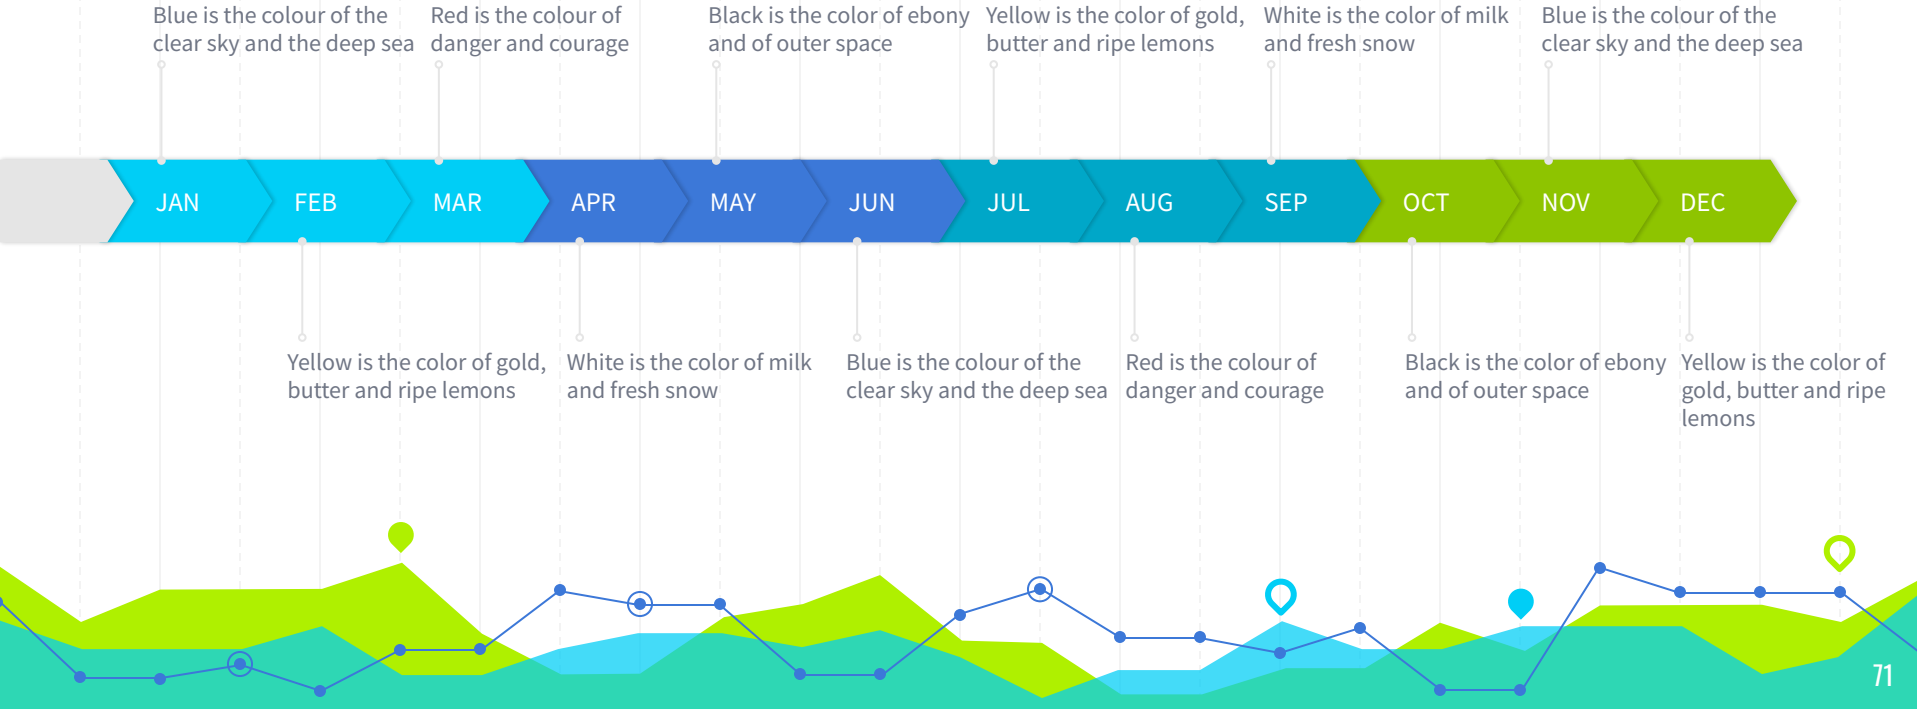 Blue is the colour of the
clear sky and the deep sea
Red is the colour of
danger and courage
Black is the color of ebony
and of outer space
Yellow is the color of gold,
butter and ripe lemons
White is the color of milk
and fresh snow
Blue is the colour of the
clear sky and the deep sea
JAN
FEB
MAR
APR
MAY
JUN
JUL
AUG
SEP
OCT
NOV
DEC
Yellow is the color of gold,
butter and ripe lemons
White is the color of milk
and fresh snow
Blue is the colour of the
clear sky and the deep sea
Red is the colour of
danger and courage
Black is the color of ebony
and of outer space
Yellow is the color of
gold, butter and ripe
lemons
71